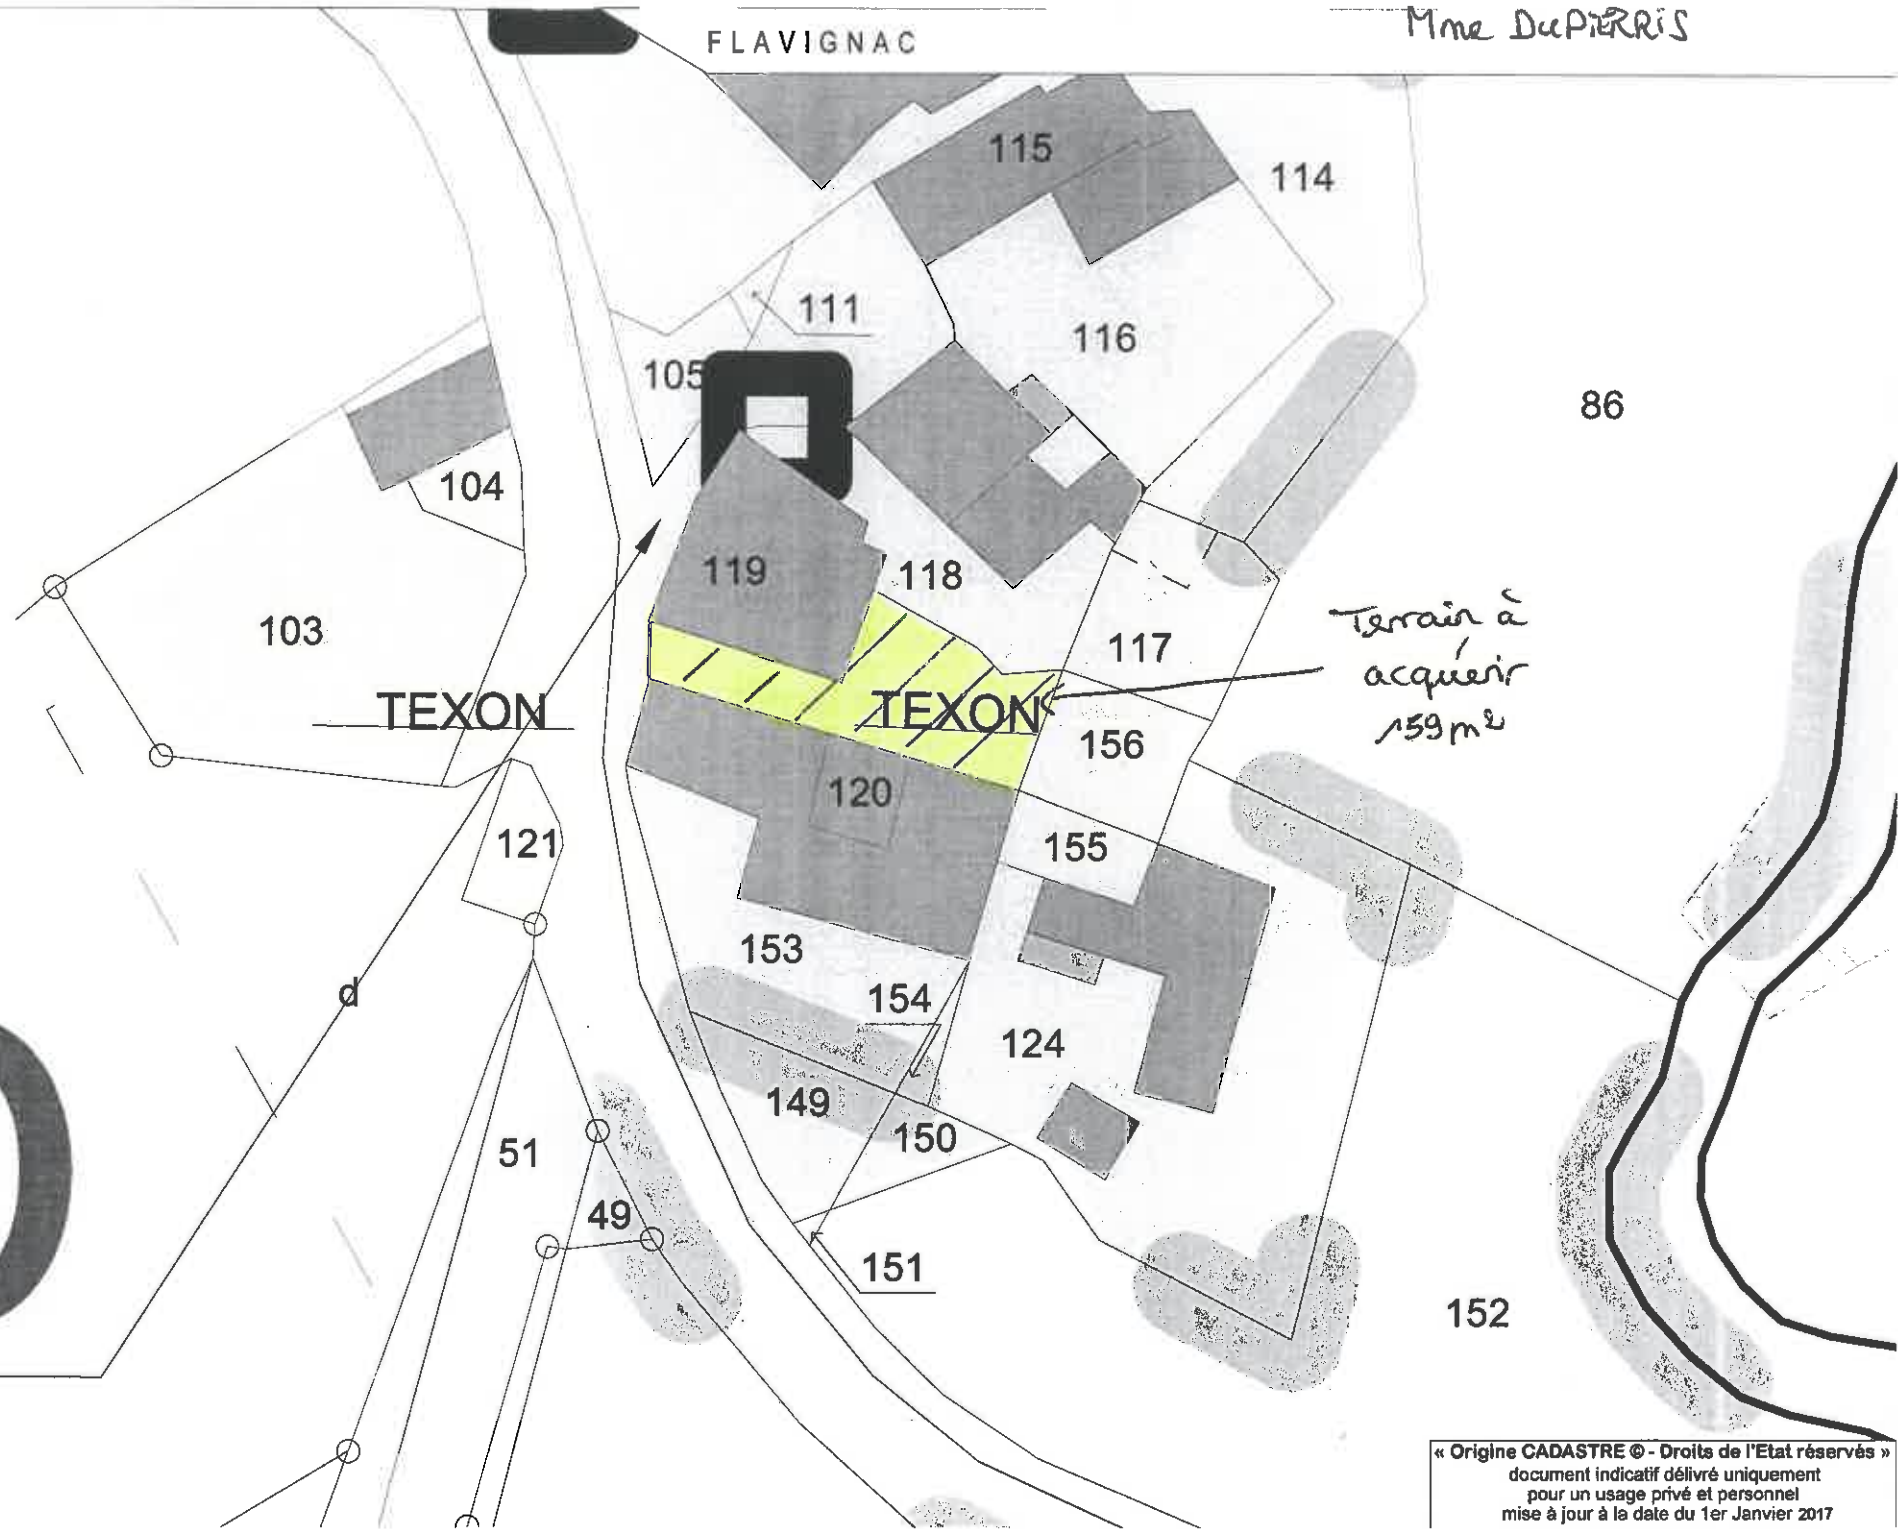 Mme DuPiERRiS
FLAVIGNAC
115
114
111
116
105
86
104
119
118
103
Terrain à
acquérir
159 m²
117
TEXON
TEXON
156
120
121
155
153
d
154
124
149
150
51
49
151
152
« Origine CADASTRE © - Droits de l'Etat réservés »
document indicatif délivré uniquement
pour un usage privé et personnel
mise à jour à la date du 1er Janvier 2017